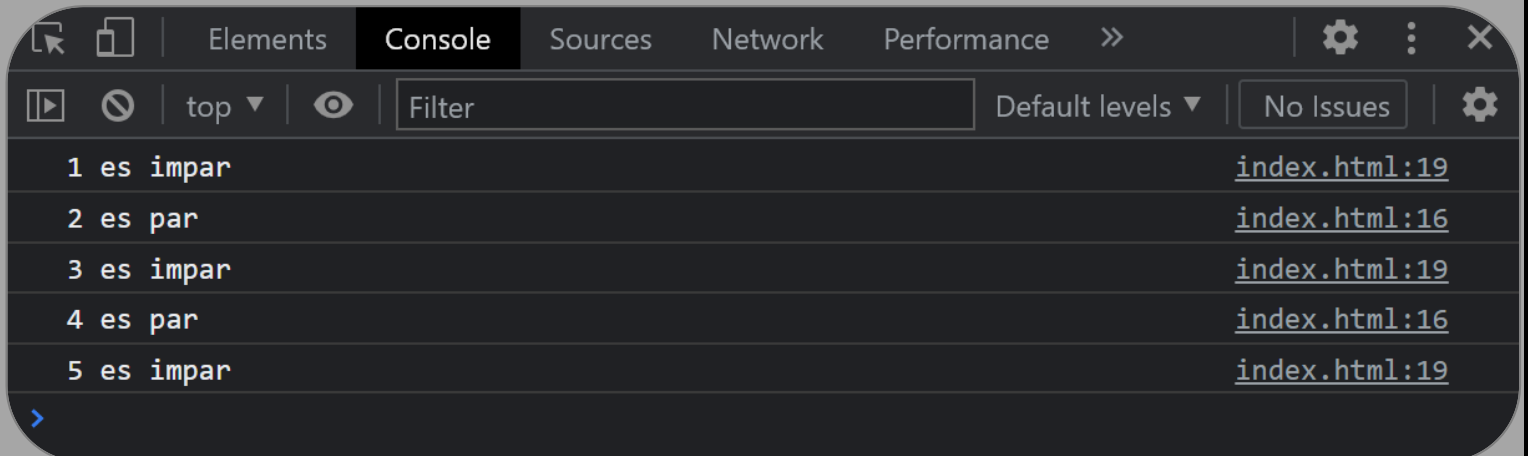 Elements Console Sources Network Performance
top Filter Default levels No Issues
1 es impar index.html:19
2 es par index.html:16
3 es impar index.html:19
4 es par index.html:16
5 es impar index.html:19